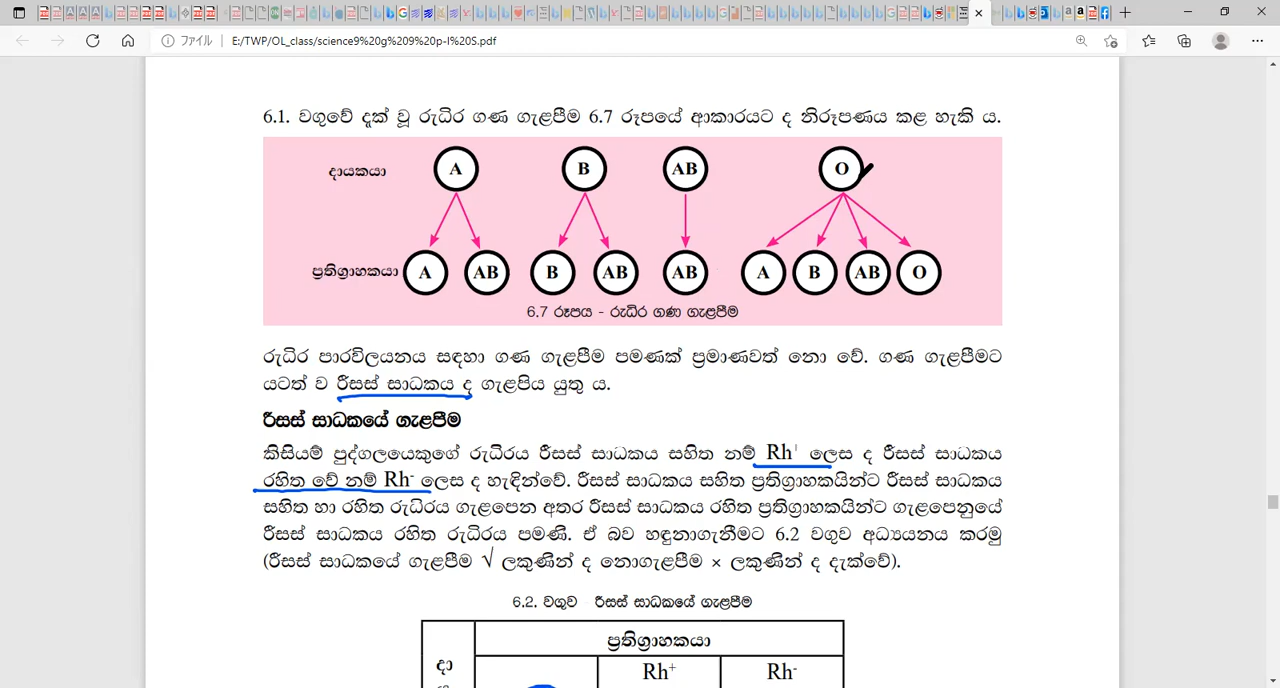 ファイル E:/TWP/OL_class/science9%20g%209%20p-I%20S.pdf
6.1. වගුවේ දැක් වූ රුධිර ගණ ගැළපීම 6.7 රූපයේ ආකාරයට ද නිරූපණය කළ හැකි ය.
දායකයා A B AB O
ප්‍රතිග්‍රාහකයා A AB B AB AB A B AB O
6.7 රූපය - රුධිර ගණ ගැළපීම
රුධිර පාරවිලයනය සඳහා ගණ ගැළපීම පමණක් ප්‍රමාණවත් නො වේ. ගණ ගැළපීමට
යටත් ව රීසස් සාධකය ද ගැළපිය යුතු ය.
රීසස් සාධකයේ ගැළපීම
කිසියම් පුද්ගලයෙකුගේ රුධිරය රීසස් සාධකය සහිත නම් Rh⁺ ලෙස ද රීසස් සාධකය
රහිත වේ නම් Rh⁻ ලෙස ද හැඳින්වේ. රීසස් සාධකය සහිත ප්‍රතිග්‍රාහකයින්ට රීසස් සාධකය
සහිත හා රහිත රුධිරය ගැළපෙන අතර රීසස් සාධකය රහිත ප්‍රතිග්‍රාහකයින්ට ගැළපෙනුයේ
රීසස් සාධකය රහිත රුධිරය පමණි. ඒ බව හඳුනාගැනීමට 6.2 වගුව අධ්‍යයනය කරමු
(රීසස් සාධකයේ ගැළපීම √ ලකුණින් ද නොගැළපීම × ලකුණින් ද දැක්වේ).
6.2. වගුව රීසස් සාධකයේ ගැළපීම
ප්‍රතිග්‍රාහකයා
දා Rh⁺ Rh⁻